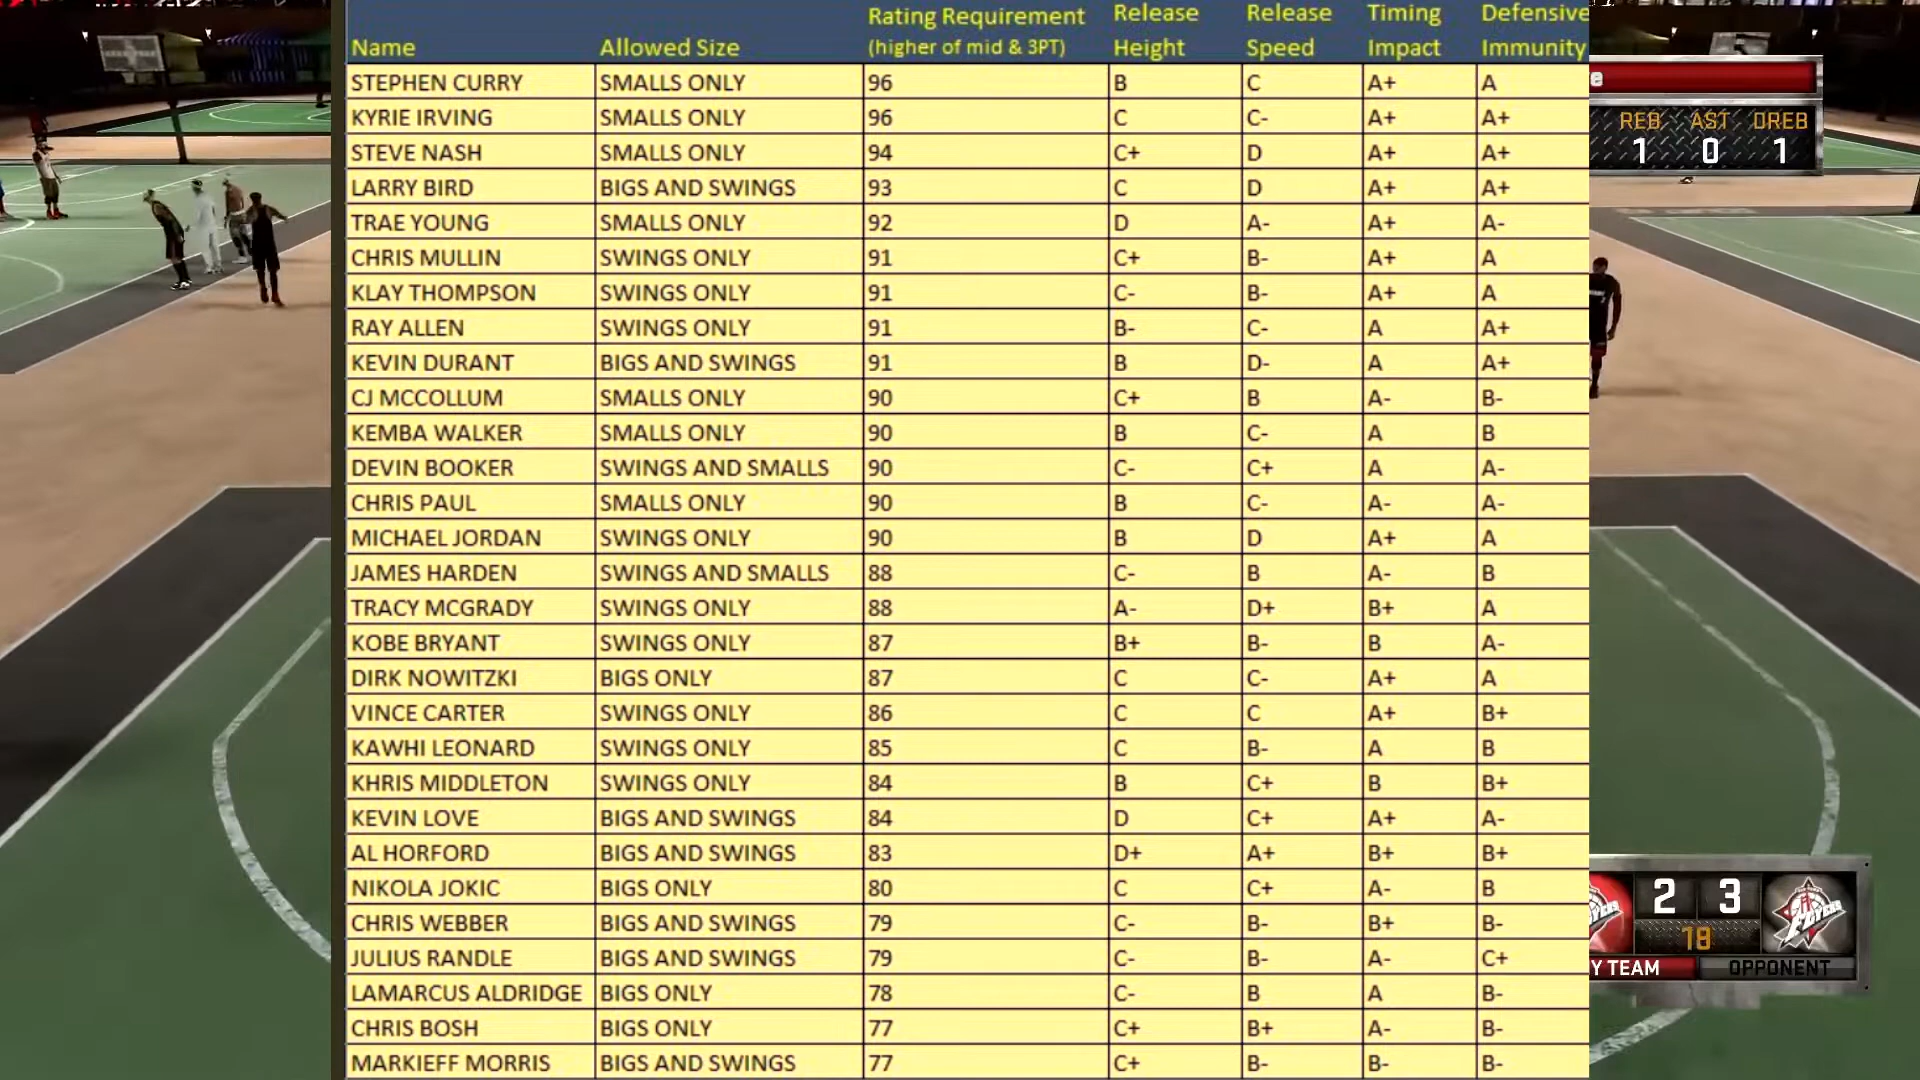 Name Allowed Size Rating Requirement (higher of mid & 3PT) Release Height Release Speed Timing Impact Defensive Immunity
STEPHEN CURRY SMALLS ONLY 96 B C A+ A
KYRIE IRVING SMALLS ONLY 96 C C- A+ A+
STEVE NASH SMALLS ONLY 94 C+ D A+ A+
LARRY BIRD BIGS AND SWINGS 93 C D A+ A+
TRAE YOUNG SMALLS ONLY 92 D A- A+ A-
CHRIS MULLIN SWINGS ONLY 91 C+ B- A+ A
KLAY THOMPSON SWINGS ONLY 91 C- B- A+ A
RAY ALLEN SWINGS ONLY 91 B- C- A A+
KEVIN DURANT BIGS AND SWINGS 91 B D- A A+
CJ MCCOLLUM SMALLS ONLY 90 C+ B A- B-
KEMBA WALKER SMALLS ONLY 90 B C- A B
DEVIN BOOKER SWINGS AND SMALLS 90 C- C+ A A-
CHRIS PAUL SMALLS ONLY 90 B C- A- A-
MICHAEL JORDAN SWINGS ONLY 90 B D A+ A
JAMES HARDEN SWINGS AND SMALLS 88 C- B A- B
TRACY MCGRADY SWINGS ONLY 88 A- D+ B+ A
KOBE BRYANT SWINGS ONLY 87 B+ B- B A-
DIRK NOWITZKI BIGS ONLY 87 C C- A+ A
VINCE CARTER SWINGS ONLY 86 C C A+ B+
KAWHI LEONARD SWINGS ONLY 85 C B- A B
KHRIS MIDDLETON SWINGS ONLY 84 B C+ B B+
KEVIN LOVE BIGS AND SWINGS 84 D C+ A+ A-
AL HORFORD BIGS AND SWINGS 83 D+ A+ B+ B+
NIKOLA JOKIC BIGS ONLY 80 C C+ A- B
CHRIS WEBBER BIGS AND SWINGS 79 C- B- B+ B-
JULIUS RANDLE BIGS AND SWINGS 79 C- B- A- C+
LAMARCUS ALDRIDGE BIGS ONLY 78 C- B A B-
CHRIS BOSH BIGS ONLY 77 C+ B+ A- B-
MARKIEFF MORRIS BIGS AND SWINGS 77 C+ B- B- B-
e
REB AST OREB
1 0 1
2 3
18
Y TEAM OPPONENT